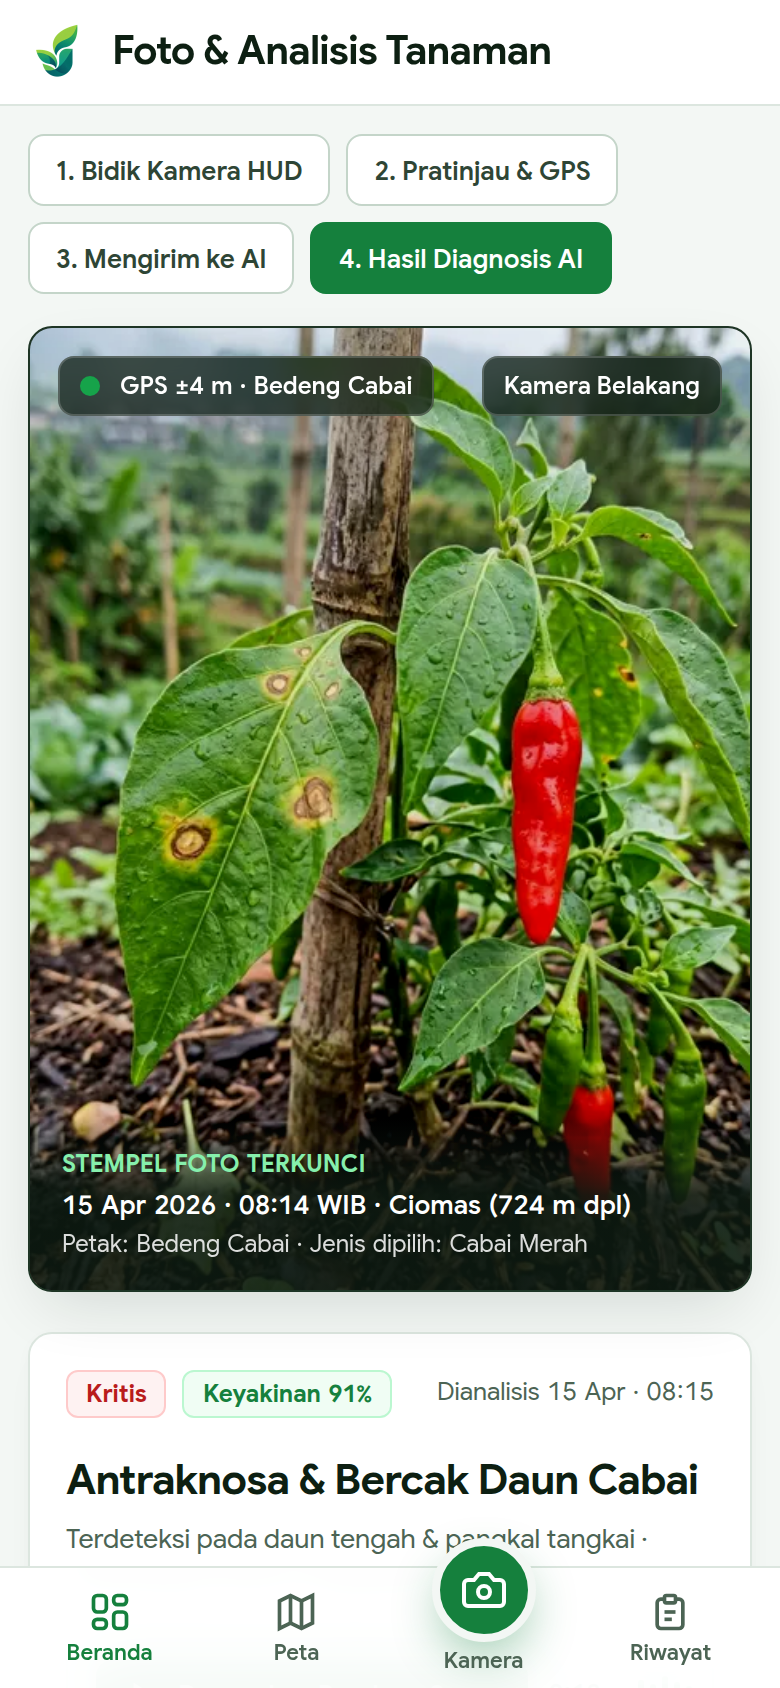 Foto & Analisis Tanaman
1. Bidik Kamera HUD
2. Pratinjau & GPS
3. Mengirim ke AI
4. Hasil Diagnosis AI
GPS ±4 m · Bedeng Cabai
Kamera Belakang
STEMPEL FOTO TERKUNCI
15 Apr 2026 · 08:14 WIB · Ciomas (724 m dpl)
Petak: Bedeng Cabai · Jenis dipilih: Cabai Merah
Kritis
Keyakinan 91%
Dianalisis 15 Apr · 08:15
Antraknosa & Bercak Daun Cabai
Terdeteksi pada daun tengah & pangkal tangkai ·
Beranda
Peta
Kamera
Riwayat